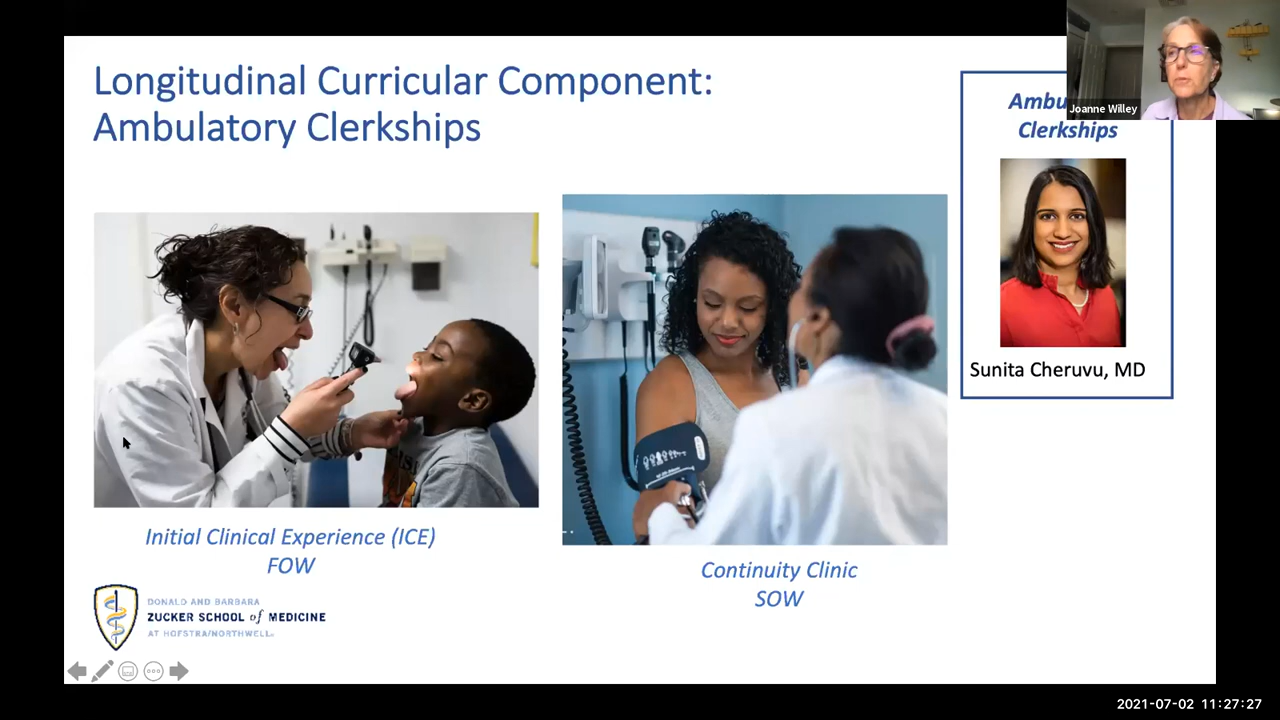 Longitudinal Curricular Component:
Ambulatory Clerkships
Joanne Willey
Ambu
Clerkships
Sunita Cheruvu, MD
Initial Clinical Experience (ICE)
FOW
Continuity Clinic
SOW
DONALD AND BARBARA
ZUCKER SCHOOL of MEDICINE
AT HOFSTRA/NORTHWELL
2021-07-02 11:27:27